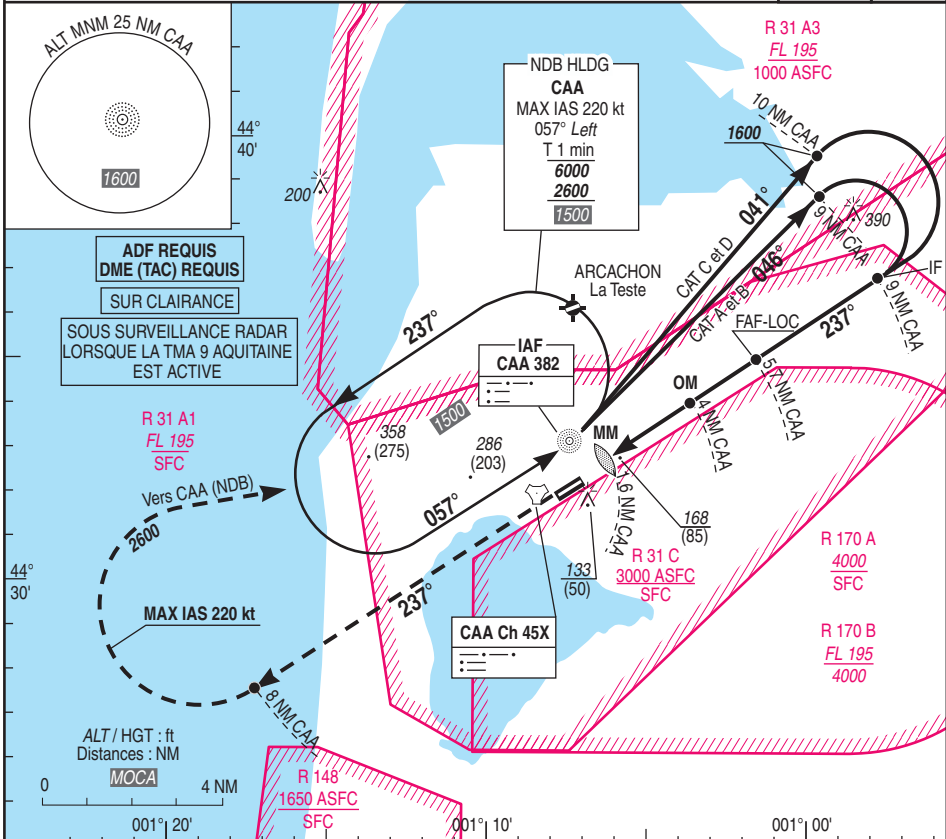 ALT MNM 25 NM CAA
1600
44°
40'
200
ADF REQUIS
DME (TAC) REQUIS
SUR CLAIRANCE
SOUS SURVEILLANCE RADAR
LORSQUE LA TMA 9 AQUITAINE
EST ACTIVE
NDB HLDG
CAA
MAX IAS 220 kt
057° Left
T 1 min
6000
2600
1500
R 31 A3
FL 195
1000 ASFC
10 NM CAA
1600
041°
CAT C et D
046°
CAT A et B
9 NM CAA
390
IF
9 NM CAA
237°
FAF-LOC
5.7 NM CAA
OM
4 NM CAA
ARCACHON
La Teste
237°
IAF
CAA 382
1500
MM
1.6 NM CAA
R 31 A1
FL 195
SFC
358
(275)
286
(203)
057°
Vers CAA (NDB)
2600
168
(85)
133
(50)
R 31 C
3000 ASFC
SFC
R 170 A
4000
SFC
R 170 B
FL 195
4000
44°
30'
237°
MAX IAS 220 kt
CAA Ch 45X
8 NM CAA
ALT / HGT : ft
Distances : NM
MOCA
0
4 NM
R 148
1650 ASFC
SFC
001° 20
001° 10
001° 00